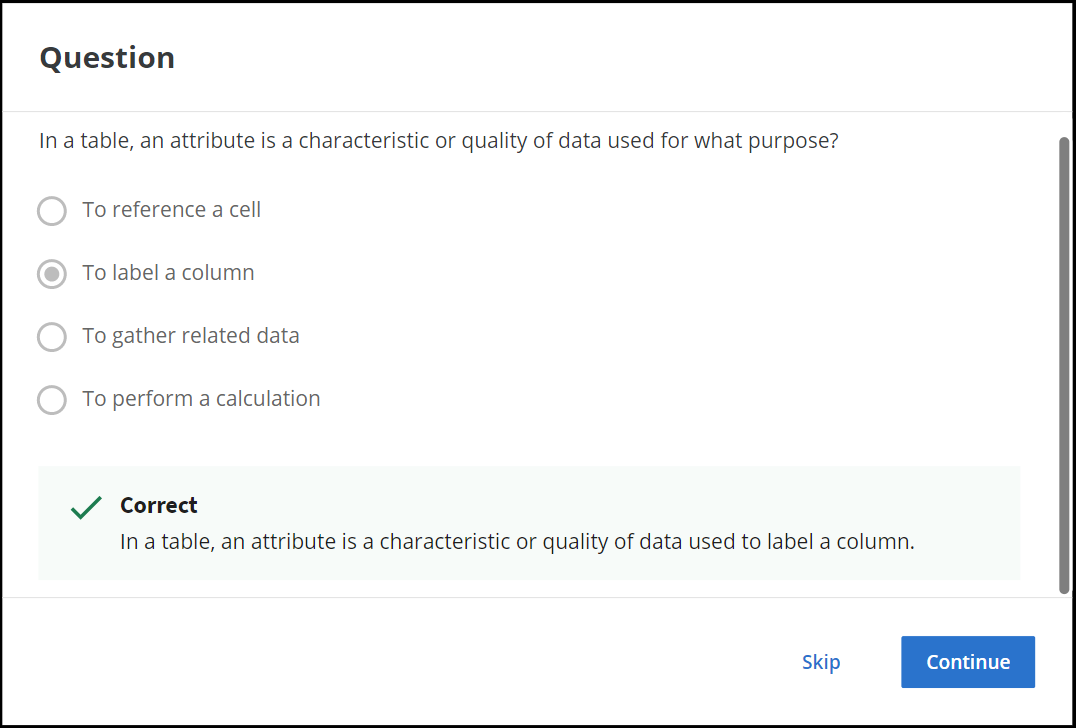 Question
In a table, an attribute is a characteristic or quality of data used for what purpose?
To reference a cell
To label a column
To gather related data
To perform a calculation
Correct
In a table, an attribute is a characteristic or quality of data used to label a column.
Skip
Continue